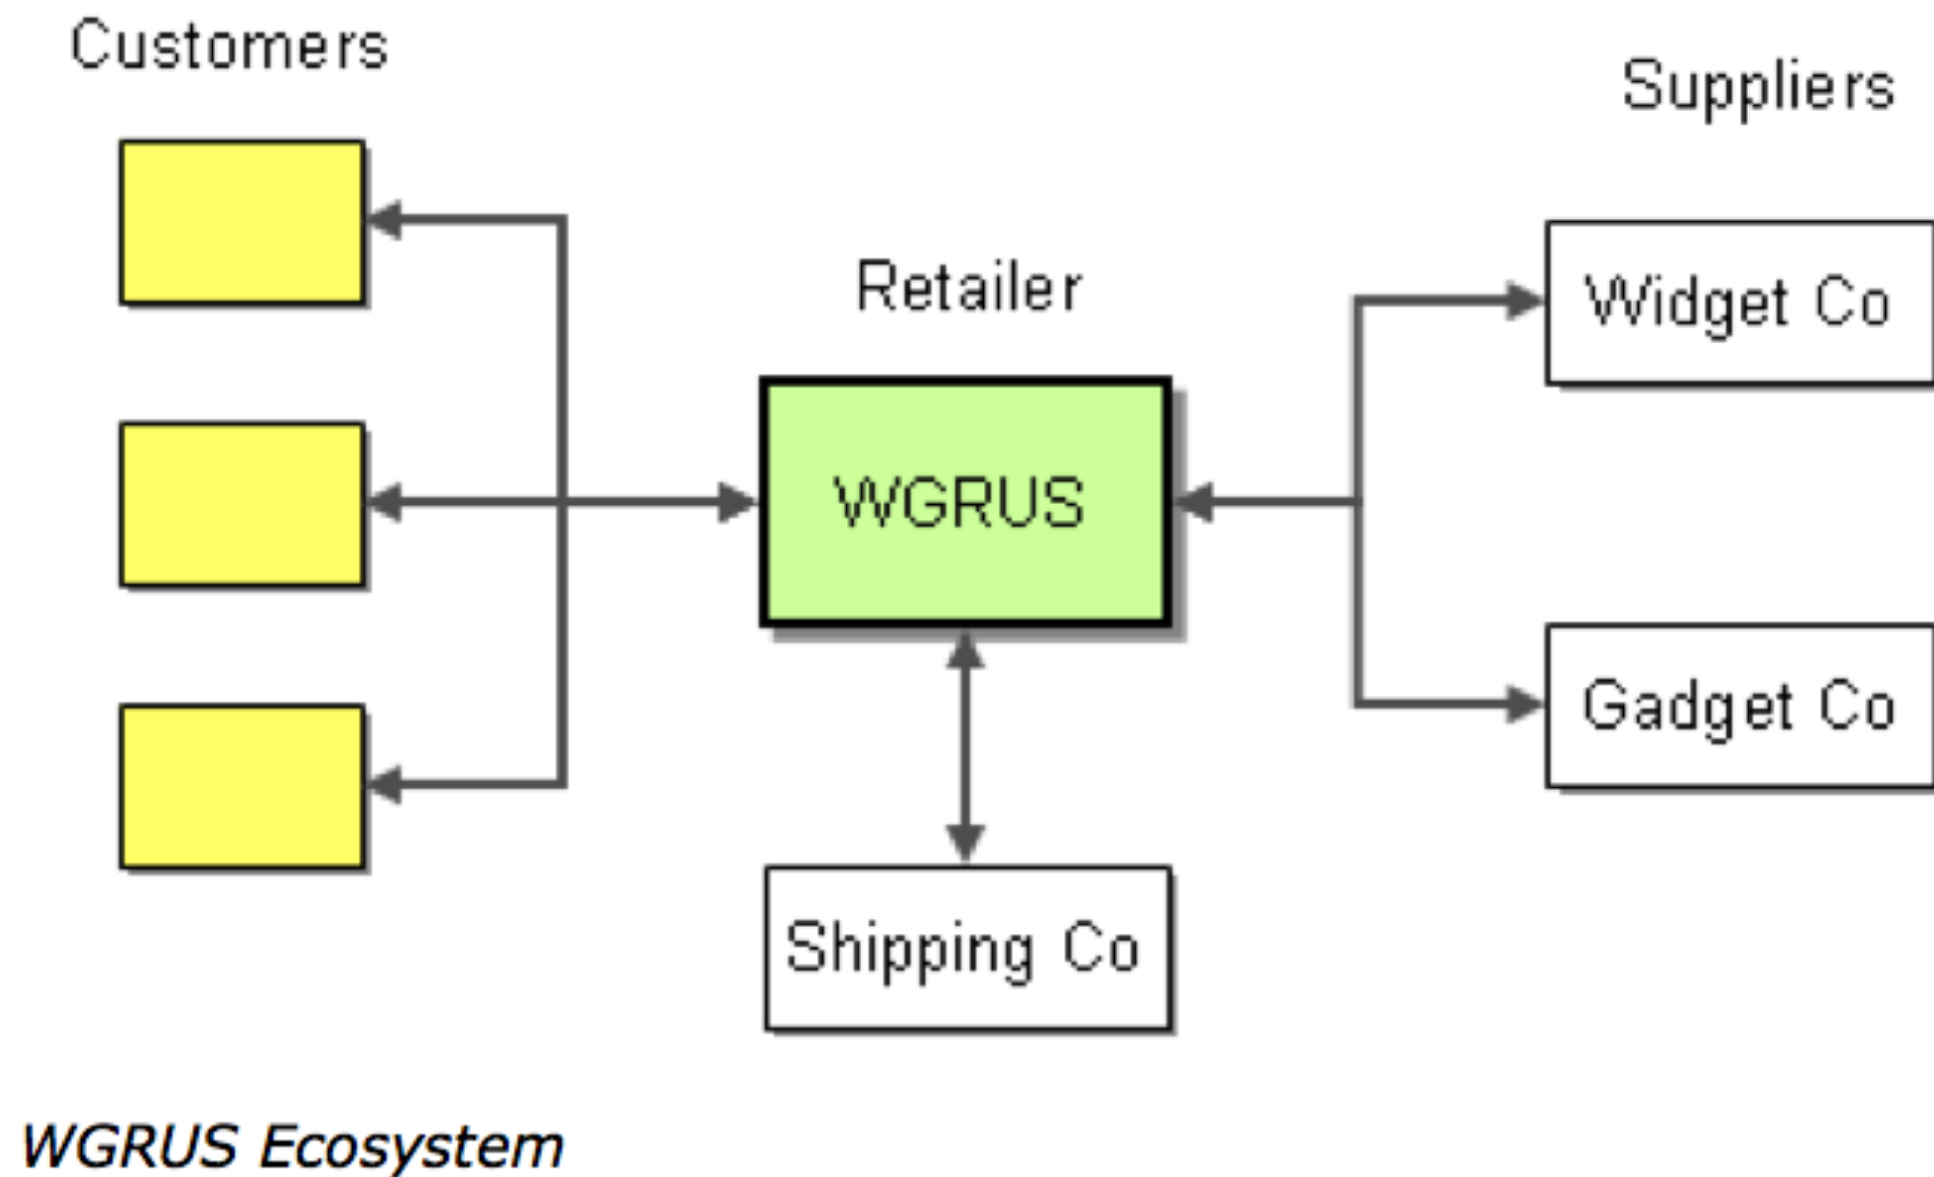 Customers
Suppliers
Retailer
Widget Co
WGRUS
Gadget Co
Shipping Co
WGRUS Ecosystem